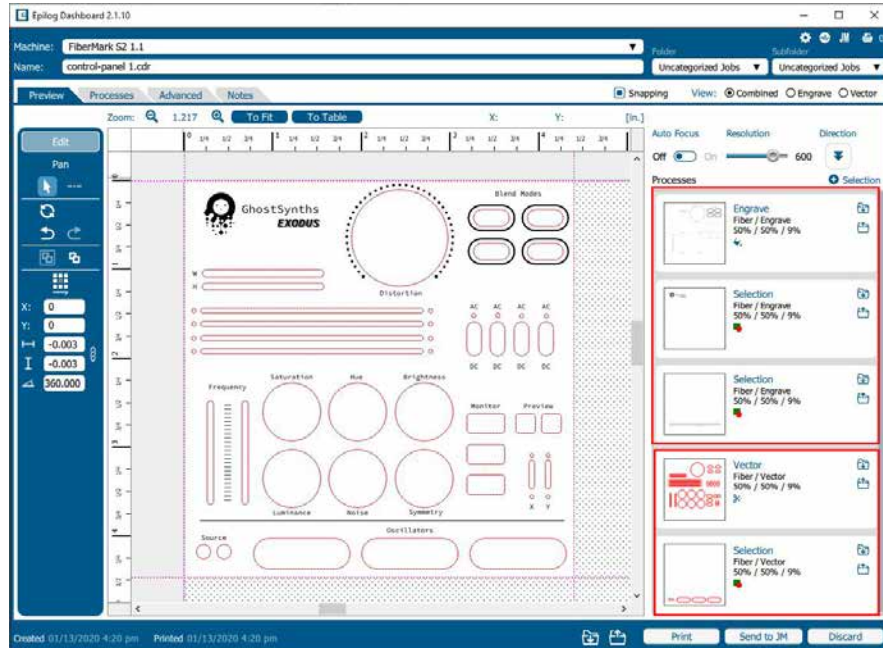 Epilog Dashboard 2.1.10
Machine: FiberMark S2 1.1
Name: control-panel 1.cdr
Folder Subfolder
Uncategorized Jobs Uncategorized Jobs
Preview Processes Advanced Notes
Snapping View: Combined Engrave Vector
Zoom: 1.217 To Fit To Table X: Y: [in.]
Edit
Pan
X: 0
Y: 0
-0.003
-0.003
360.000
GhostSynths
EXODUS
Blend Modes
Distortion
W
H
AC AC AC AC
DC DC DC DC
Frequency
Saturation Hue Brightness
Monitor Preview
Luminance Noise Symmetry
X Y
Oscillators
Source
Auto Focus Resolution Direction
Off On 600
Processes Selection
Engrave
Fiber / Engrave
50% / 50% / 9%
Selection
Fiber / Engrave
50% / 50% / 9%
Selection
Fiber / Engrave
50% / 50% / 9%
Vector
Fiber / Vector
50% / 50% / 9%
Selection
Fiber / Vector
50% / 50% / 9%
Created 01/13/2020 4:20 pm Printed 01/13/2020 4:20 pm
Print Send to JM Discard